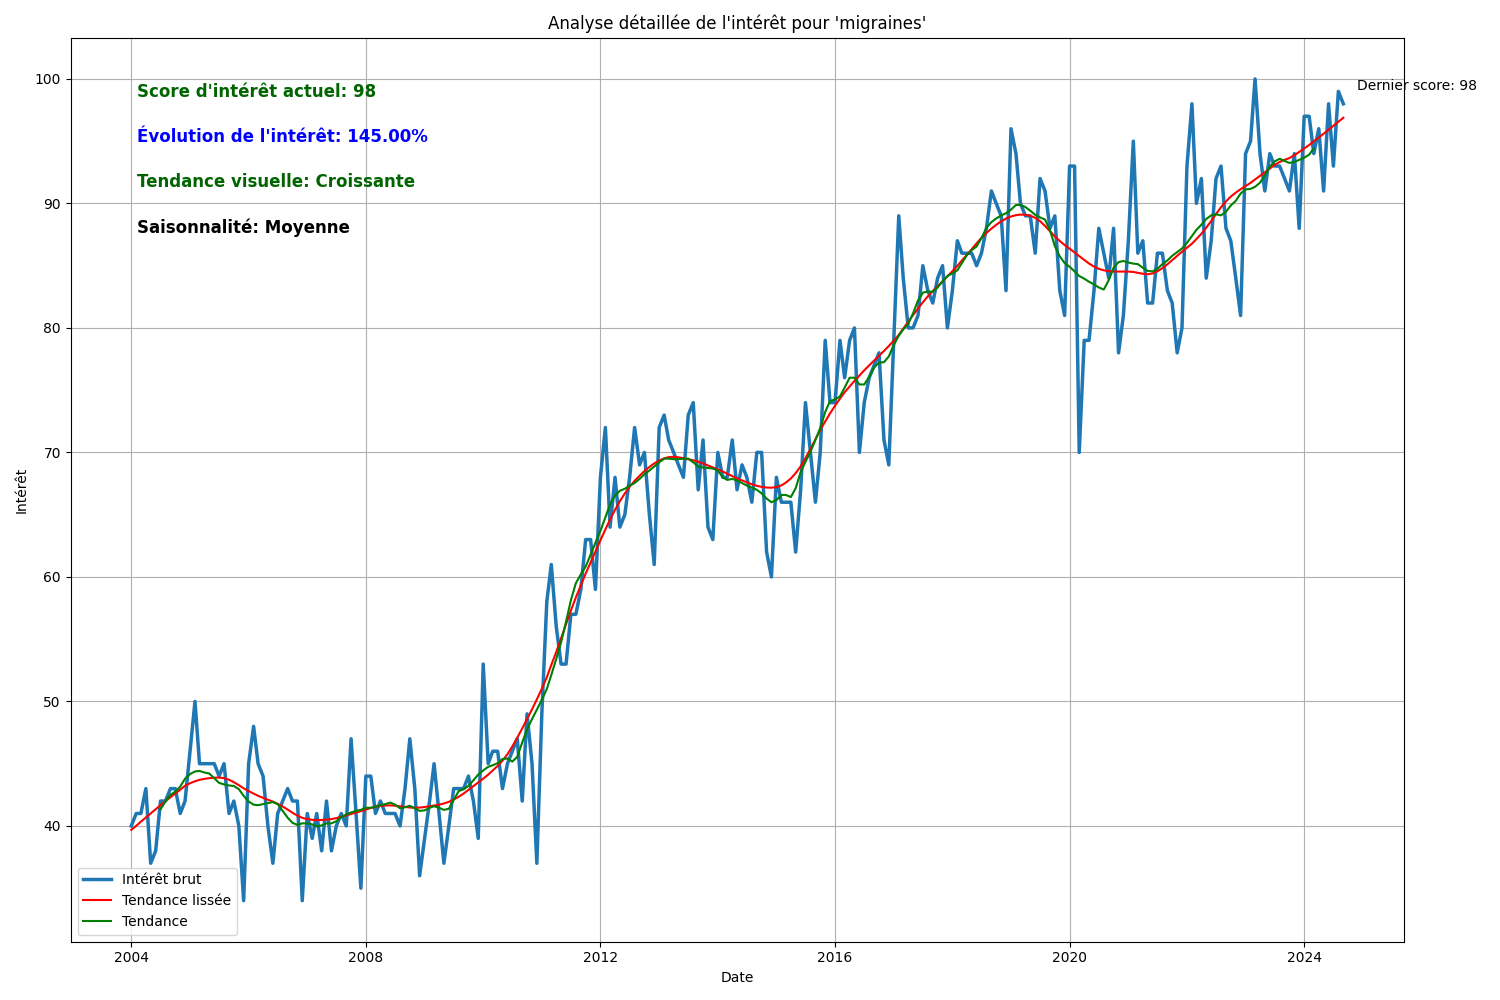 Analyse détaillée de l'intérêt pour 'migraines'
Score d'intérêt actuel: 98
Évolution de l'intérêt: 145.00%
Tendance visuelle: Croissante
Saisonnalité: Moyenne
Dernier score: 98
100
90
80
70
60
50
40
Intérêt
Intérêt brut
Tendance lissée
Tendance
2004
2008
2012
2016
2020
2024
Date